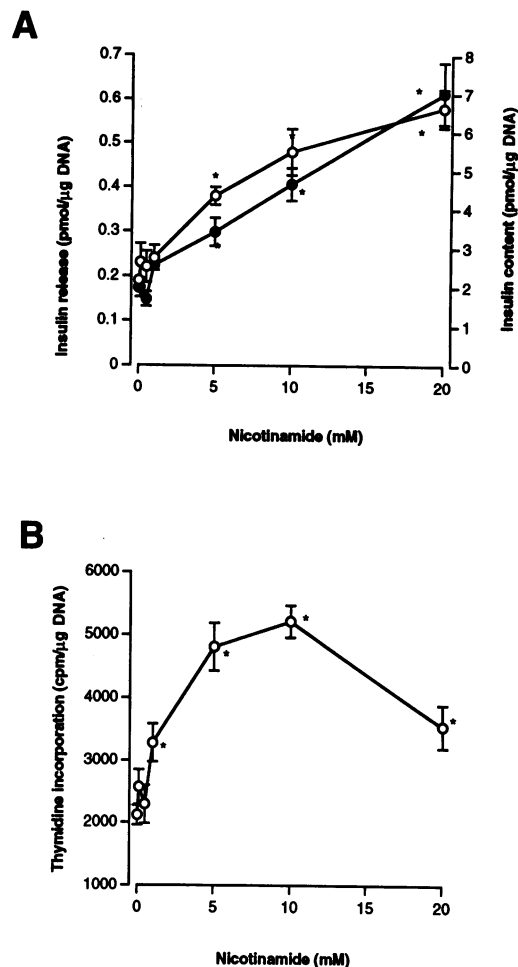 A
0.7
0.6
0.5
0.4
0.3
0.2
0.1
0
Insulin release (pmol/µg DNA)
8
7
6
5
4
3
2
1
0
Insulin content (pmol/µg DNA)
* * * * * *
0 5 10 15 20
Nicotinamide (mM)
B
6000
5000
4000
3000
2000
1000
Thymidine incorporation (cpm/µg DNA)
* * * *
0 5 10 15 20
Nicotinamide (mM)